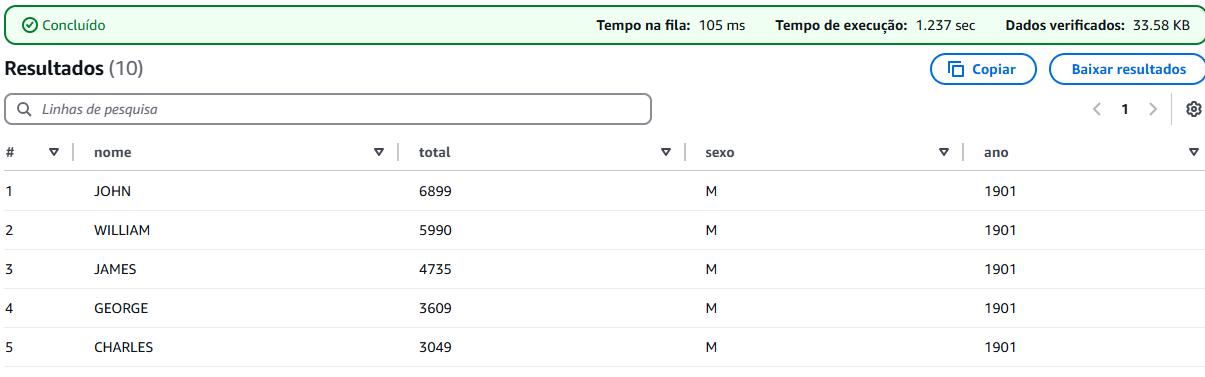 Concluído Tempo na fila: 105 ms Tempo de execução: 1.237 sec Dados verificados: 33.58 KB
Resultados (10) Copiar Baixar resultados
Linhas de pesquisa 1
# nome total sexo ano
1 JOHN 6899 M 1901
2 WILLIAM 5990 M 1901
3 JAMES 4735 M 1901
4 GEORGE 3609 M 1901
5 CHARLES 3049 M 1901